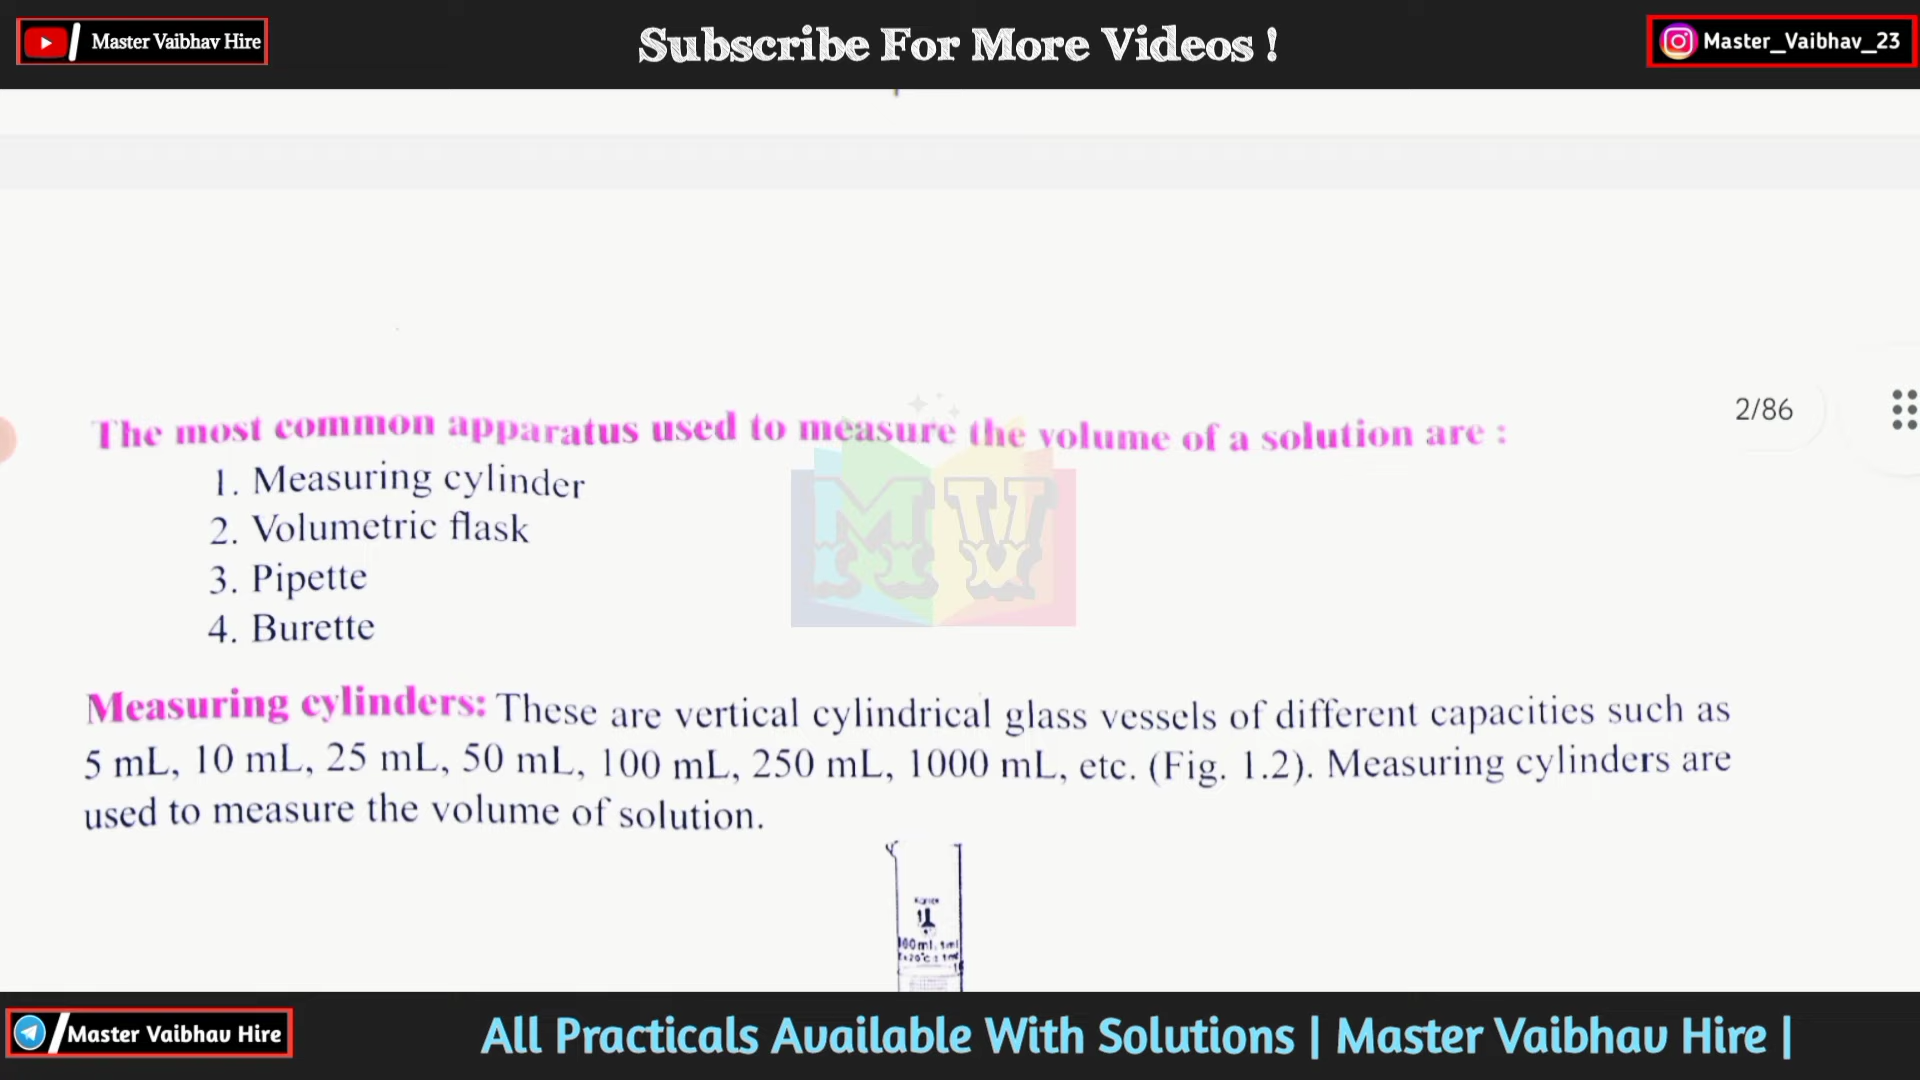 Master Vaibhav Hire
Subscribe For More Videos !
Master_Vaibhav_23
2/86
The most common apparatus used to measure the volume of a solution are :
1. Measuring cylinder
2. Volumetric flask
3. Pipette
4. Burette
MV
Measuring cylinders: These are vertical cylindrical glass vessels of different capacities such as
5 mL, 10 mL, 25 mL, 50 mL, 100 mL, 250 mL, 1000 mL, etc. (Fig. 1.2). Measuring cylinders are
used to measure the volume of solution.
Master Vaibhav Hire
All Practicals Available With Solutions | Master Vaibhav Hire |